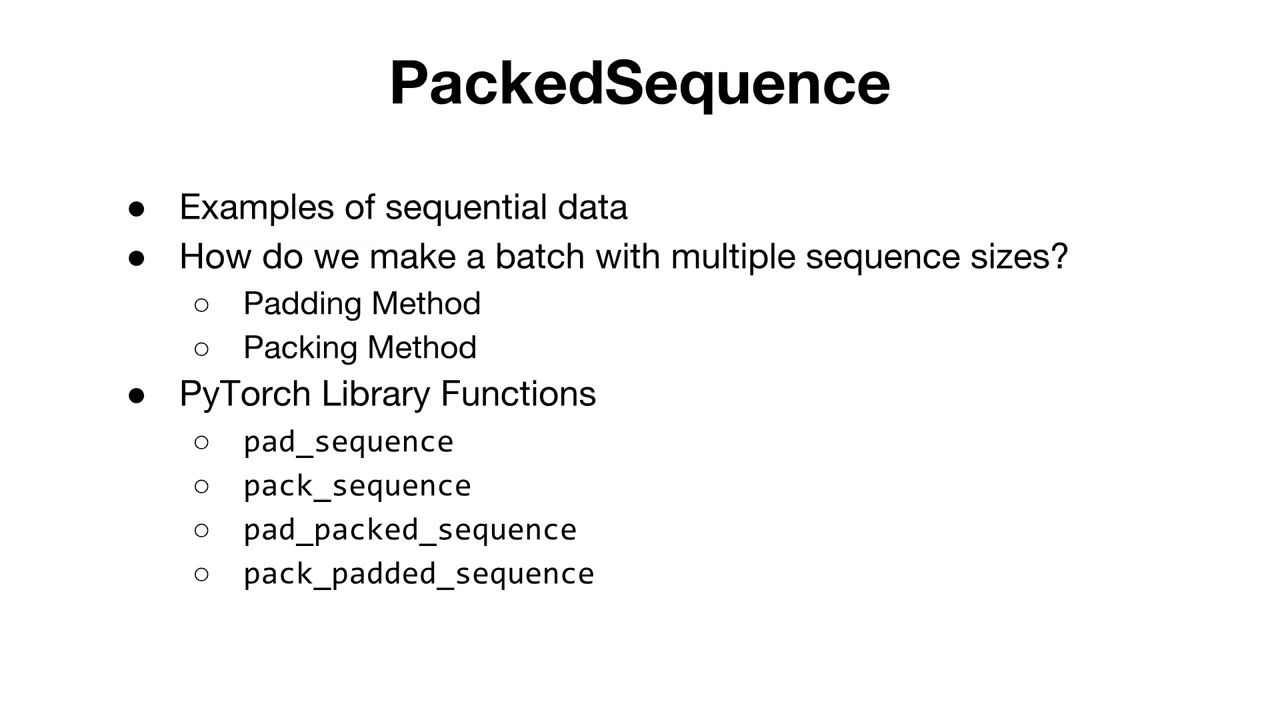 PackedSequence
● Examples of sequential data
● How do we make a batch with multiple sequence sizes?
○ Padding Method
○ Packing Method
● PyTorch Library Functions
○ pad_sequence
○ pack_sequence
○ pad_packed_sequence
○ pack_padded_sequence